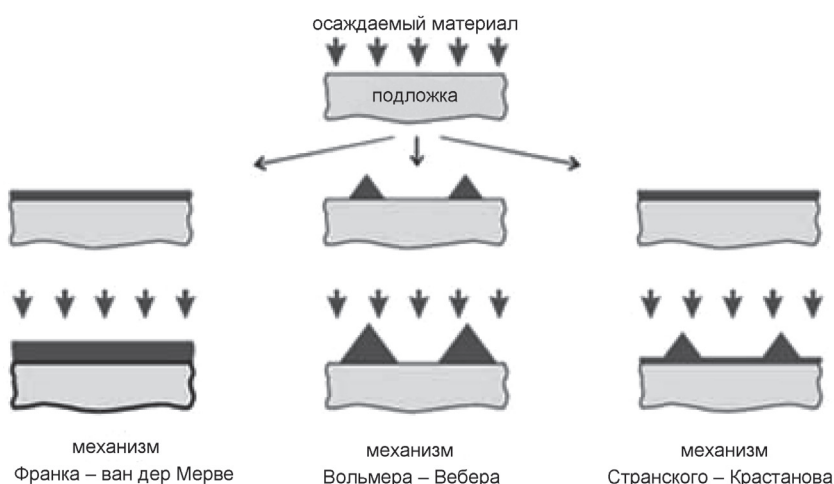 осаждаемый материал
подложка
механизм
Франка – ван дер Мерве
механизм
Вольмера – Вебера
механизм
Странского – Крастанова